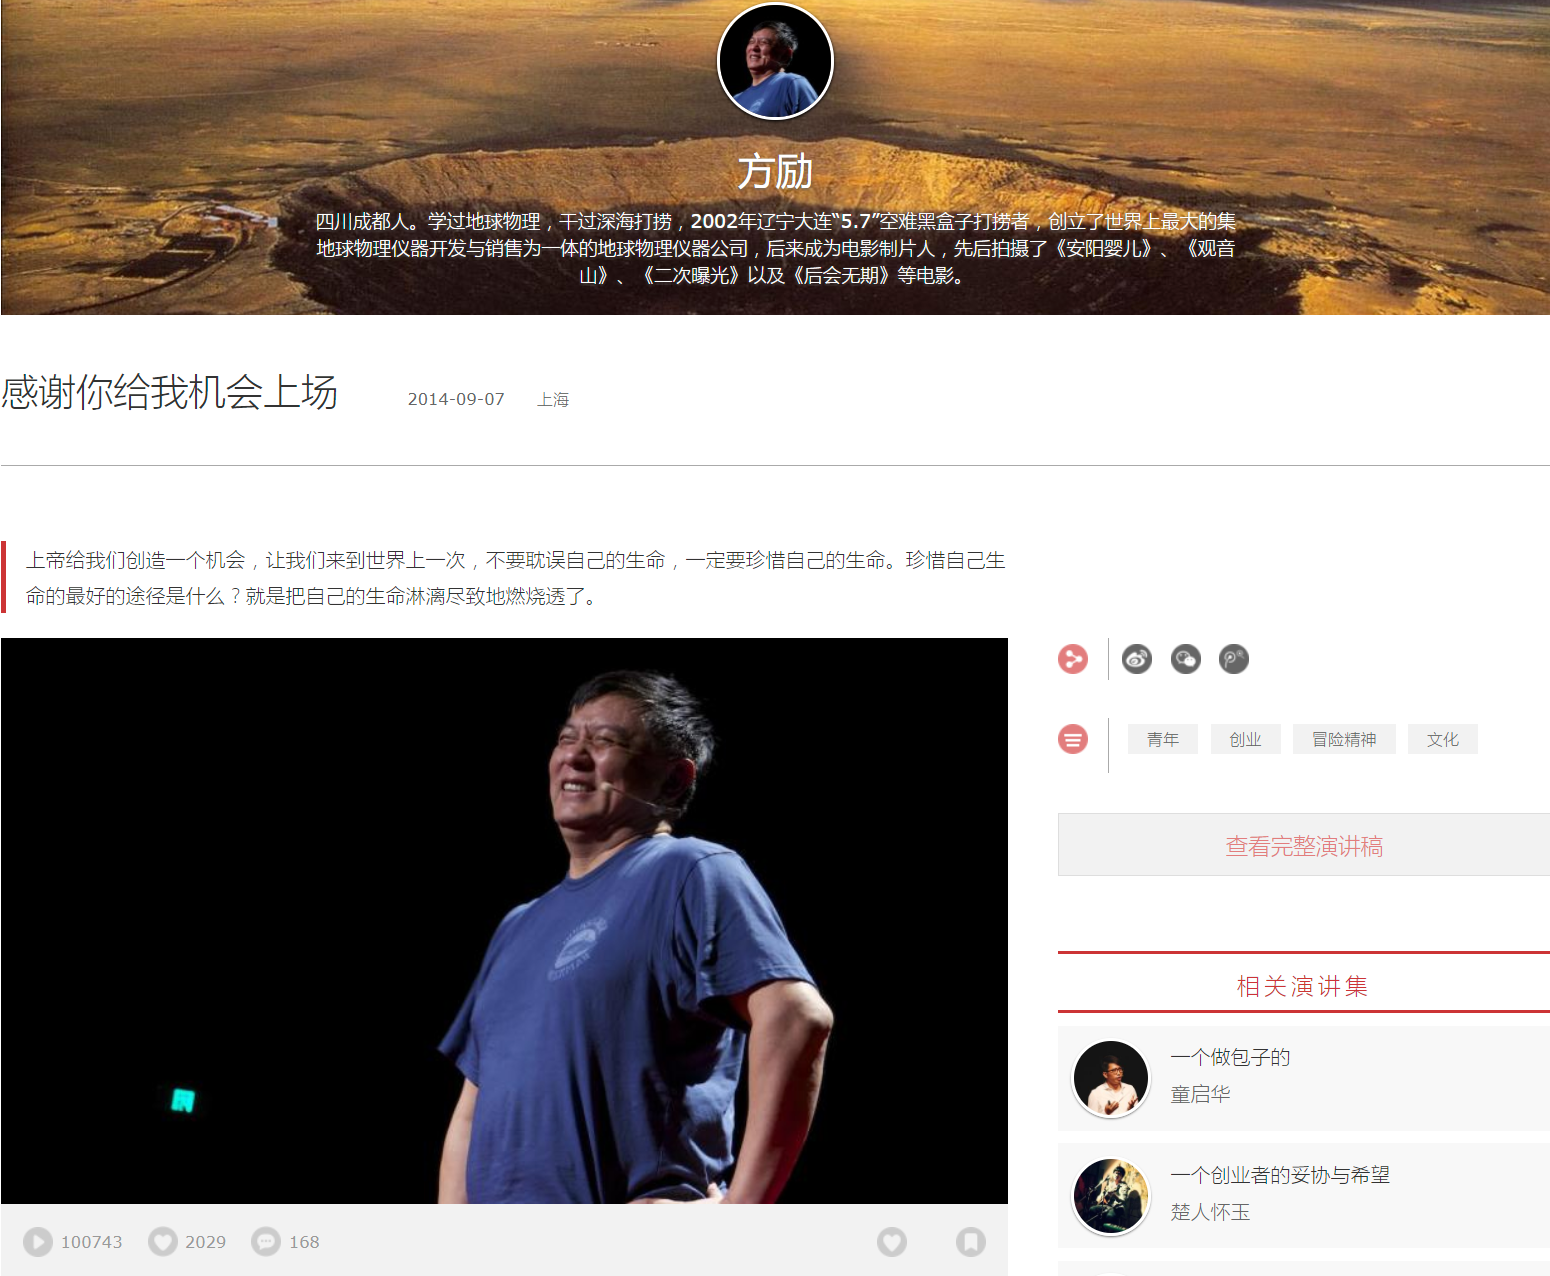 方励
四川成都人。学过地球物理，干过深海打捞，2002年辽宁大连“5.7”空难黑盒子打捞者，创立了世界上最大的集
地球物理仪器开发与销售为一体的地球物理仪器公司，后来成为电影制片人，先后拍摄了《安阳婴儿》、《观音
山》、《二次曝光》以及《后会无期》等电影。
感谢你给我机会上场 2014-09-07 上海
上帝给我们创造一个机会，让我们来到世界上一次，不要耽误自己的生命，一定要珍惜自己的生命。珍惜自己生
命的最好的途径是什么？就是把自己的生命淋漓尽致地燃烧透了。
青年 创业 冒险精神 文化
查看完整演讲稿
相关演讲集
一个做包子的
童启华
一个创业者的妥协与希望
楚人怀玉
100743 2029 168